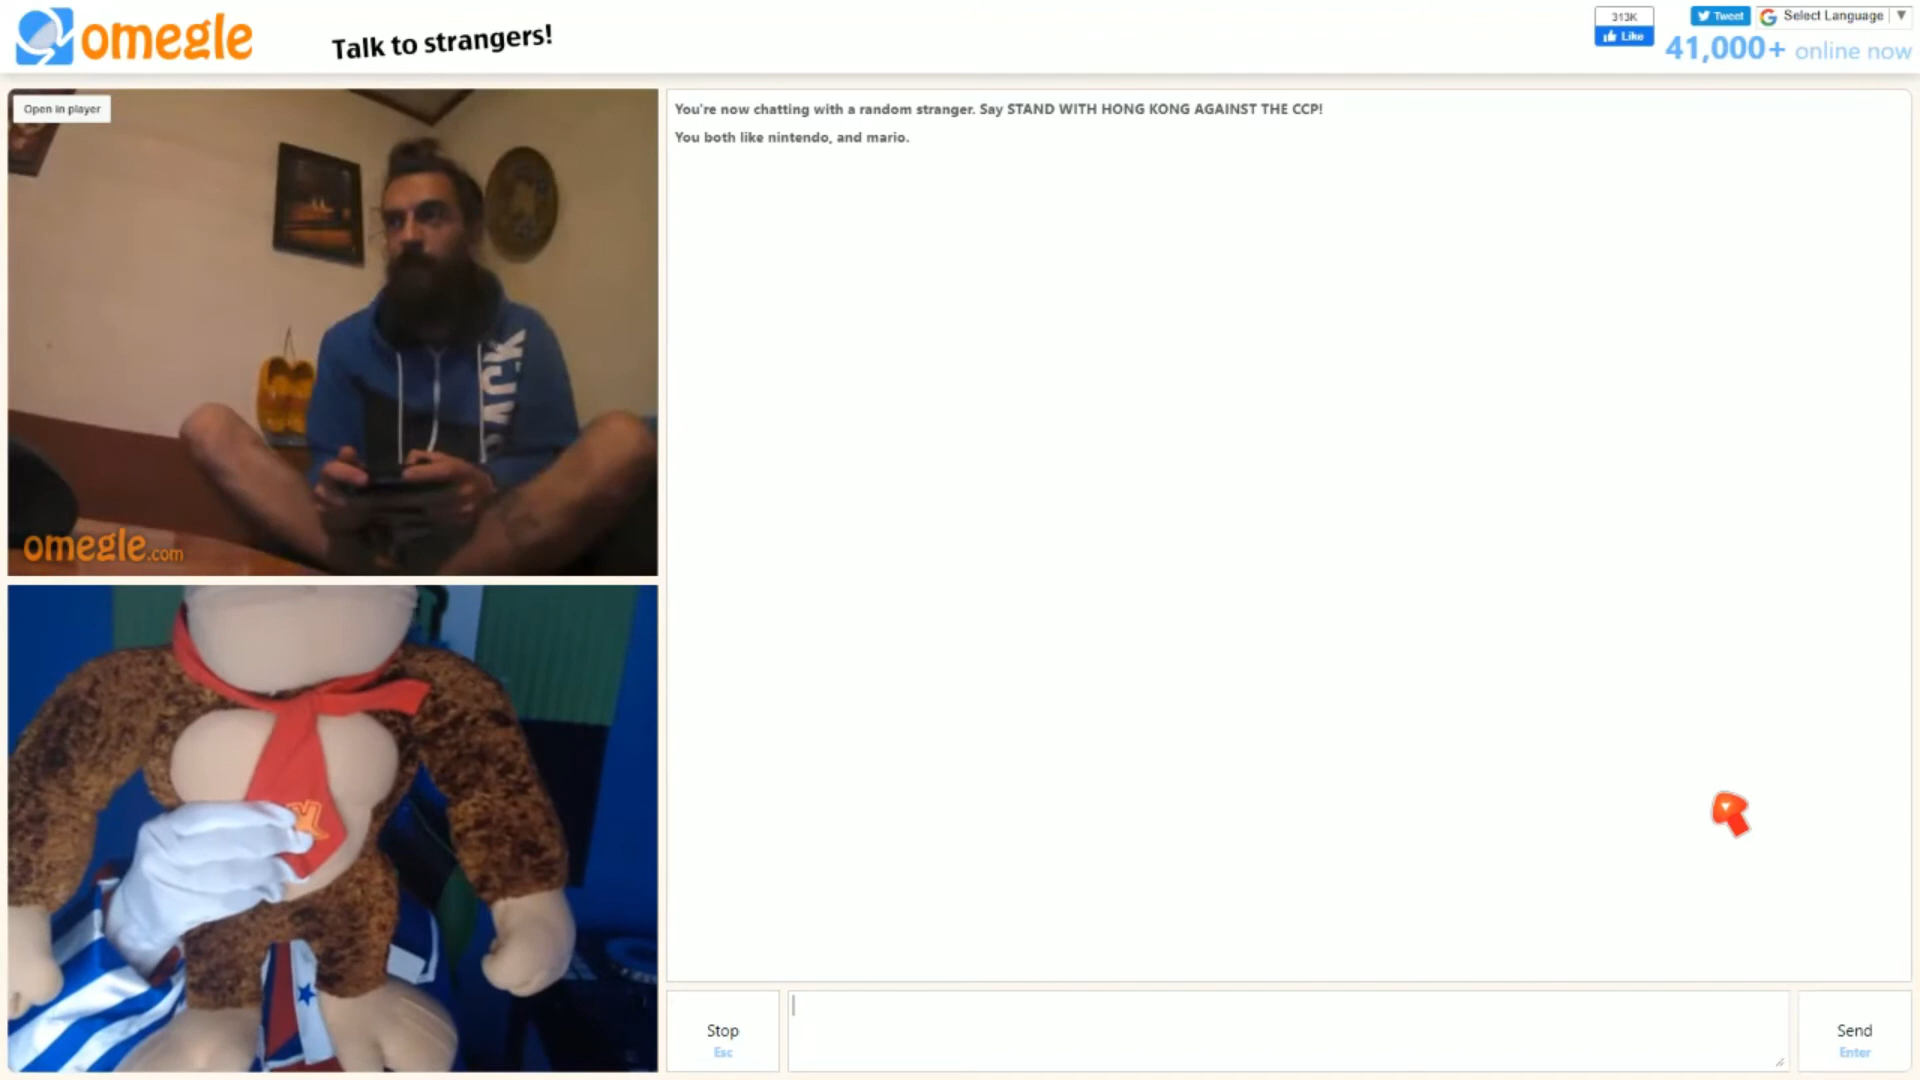 omegle
Talk to strangers!
313K
Like
Tweet
Select Language
41,000+ online now
Open in player
You're now chatting with a random stranger. Say STAND WITH HONG KONG AGAINST THE CCP!
You both like nintendo, and mario.
omegle.com
Stop
Esc
Send
Enter